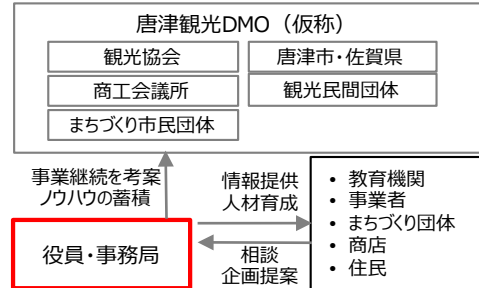 唐津観光DMO（仮称）
観光協会
唐津市・佐賀県
商工会議所
観光民間団体
まちづくり市民団体
事業継続を考案
ノウハウの蓄積
情報提供
人材育成
• 教育機関
• 事業者
• まちづくり団体
• 商店
• 住民
役員・事務局
相談
企画提案